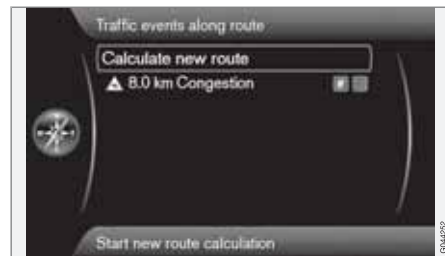 Traffic events along route
Calculate new route
8.0 km Congestion
Start new route calculation
G044252